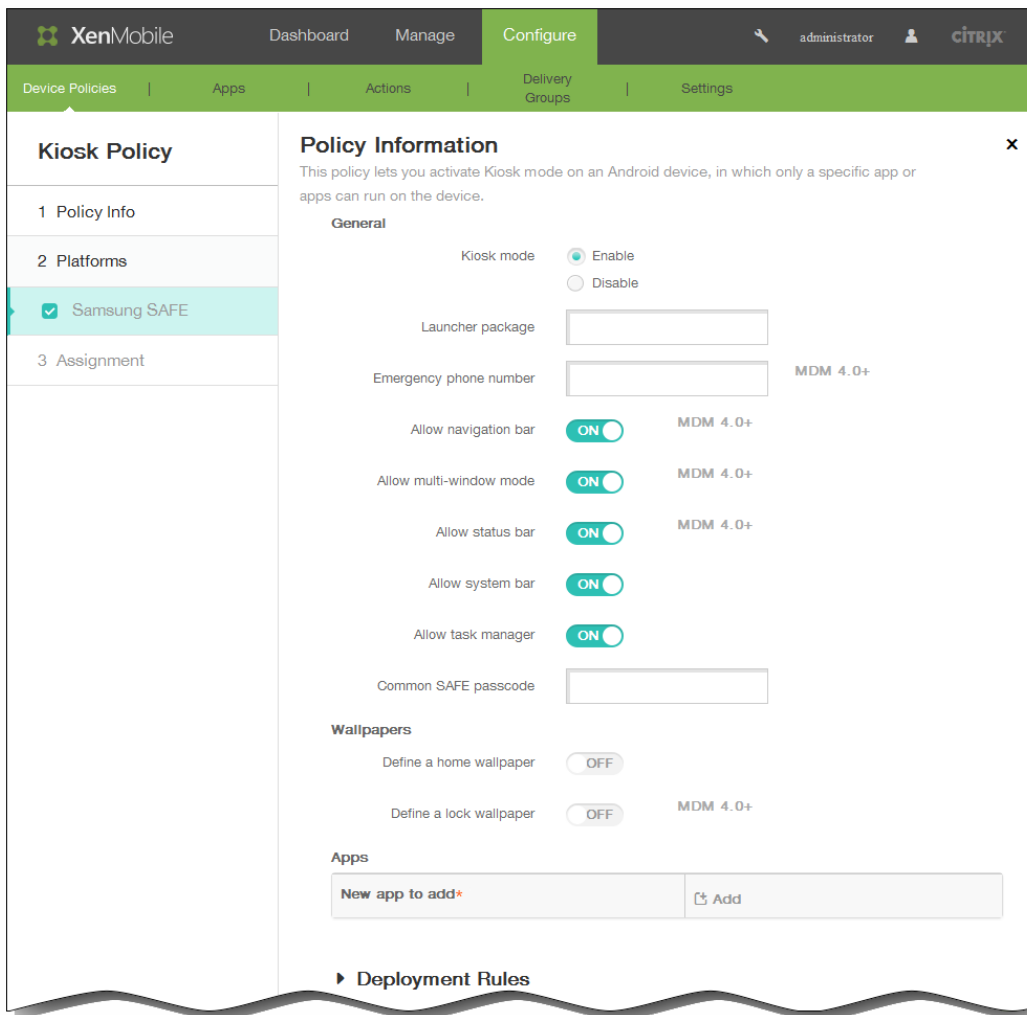 XenMobile Dashboard Manage Configure administrator CİTRIX
Device Policies | Apps | Actions | Delivery Groups | Settings
Kiosk Policy
1 Policy Info
2 Platforms
Samsung SAFE
3 Assignment
Policy Information
This policy lets you activate Kiosk mode on an Android device, in which only a specific app or
apps can run on the device.
General
Kiosk mode Enable
Disable
Launcher package
Emergency phone number MDM 4.0+
Allow navigation bar ON MDM 4.0+
Allow multi-window mode ON MDM 4.0+
Allow status bar ON MDM 4.0+
Allow system bar ON
Allow task manager ON
Common SAFE passcode
Wallpapers
Define a home wallpaper OFF
Define a lock wallpaper OFF MDM 4.0+
Apps
New app to add* Add
Deployment Rules